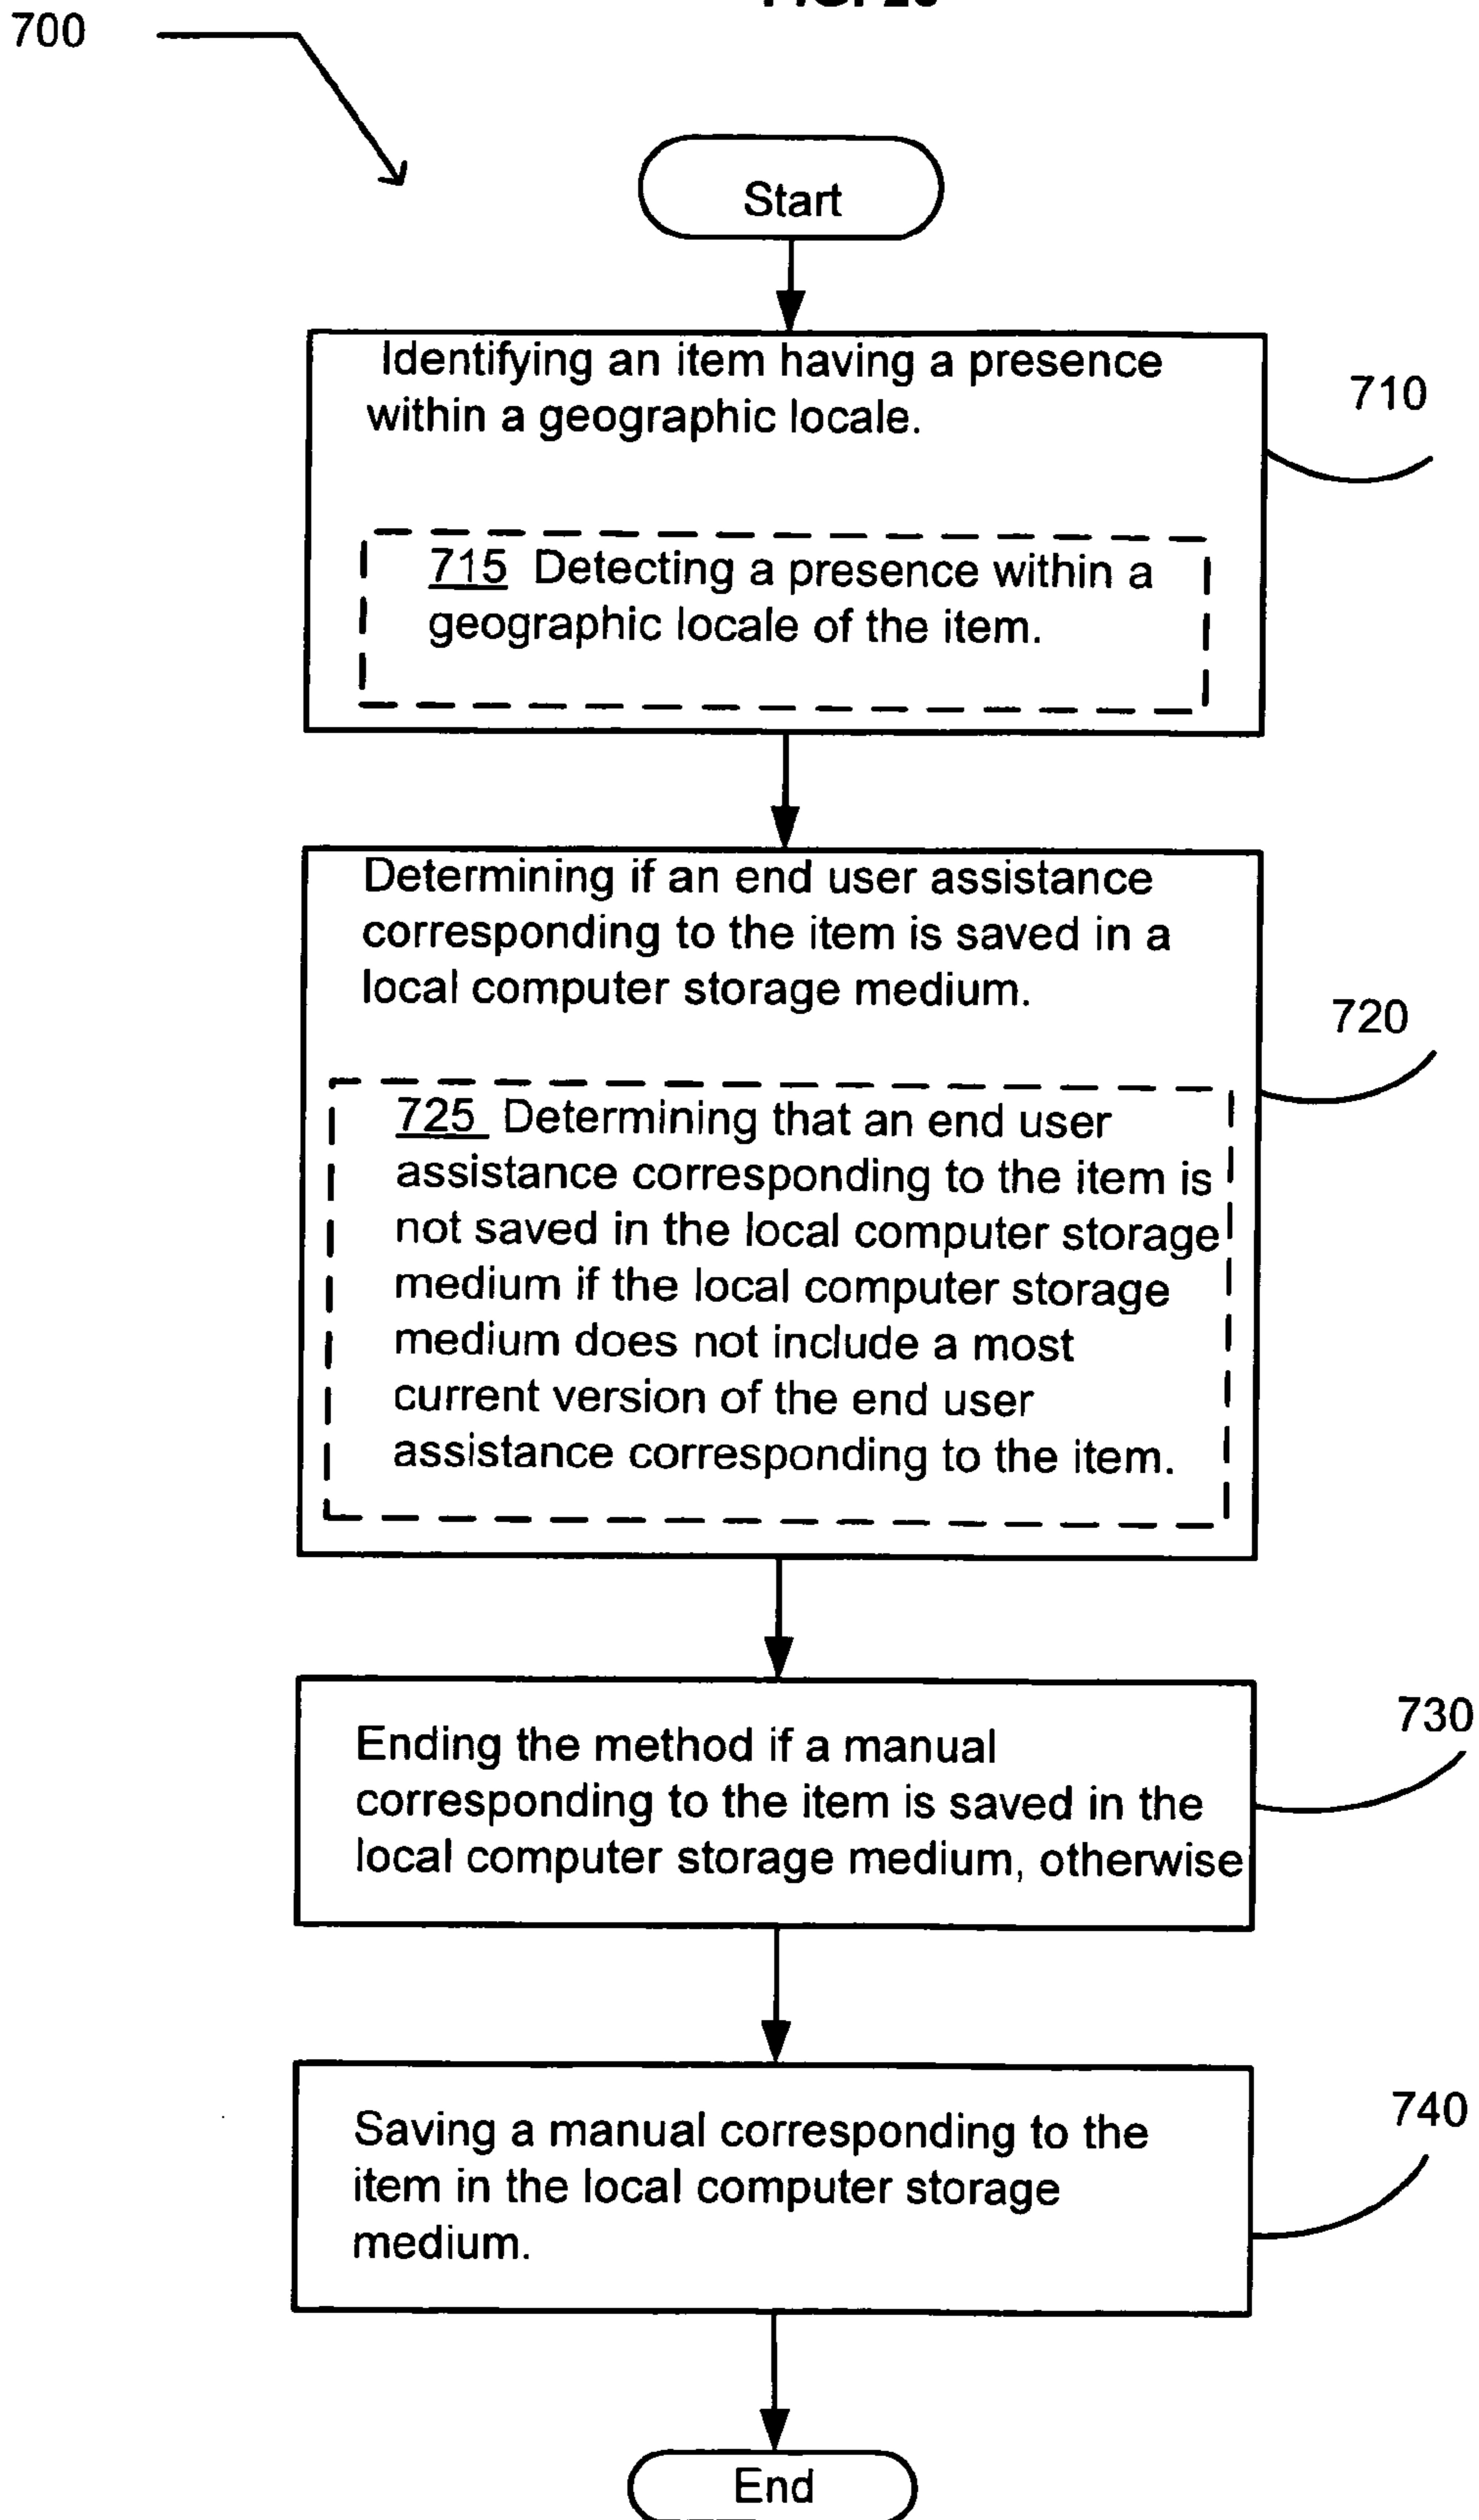 700
Start
Identifying an item having a presence
within a geographic locale.
710
715 Detecting a presence within a
geographic locale of the item.
Determining if an end user assistance
corresponding to the item is saved in a
local computer storage medium.
720
725 Determining that an end user
assistance corresponding to the item is
not saved in the local computer storage
medium if the local computer storage
medium does not include a most
current version of the end user
assistance corresponding to the item.
730
Ending the method if a manual
corresponding to the item is saved in the
local computer storage medium, otherwise
740
Saving a manual corresponding to the
item in the local computer storage
medium.
End